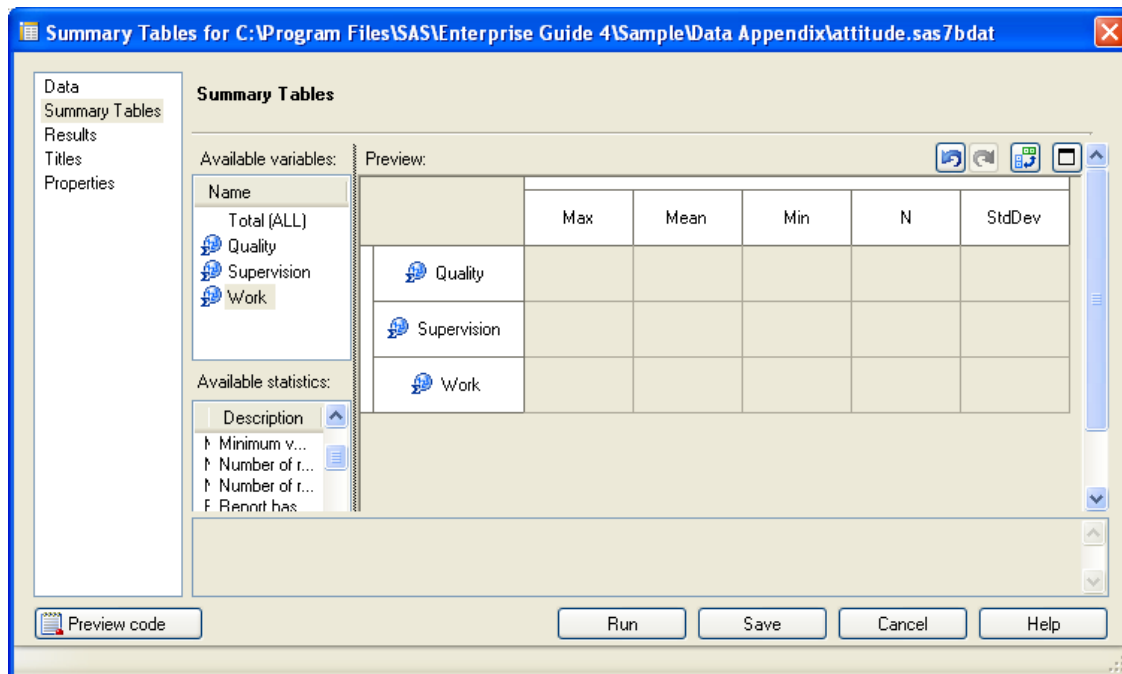 Summary Tables for C:\Program Files\SAS\Enterprise Guide 4\Sample\Data Appendix\attitude.sas7bdat
Data
Summary Tables
Results
Titles
Properties
Summary Tables
Available variables:
Name
Total (ALL)
Quality
Supervision
Work
Available statistics:
Description
Minimum v...
Number of r...
Number of r...
Report bas
Preview:
Max Mean Min N StdDev
Quality
Supervision
Work
Preview code
Run Save Cancel Help